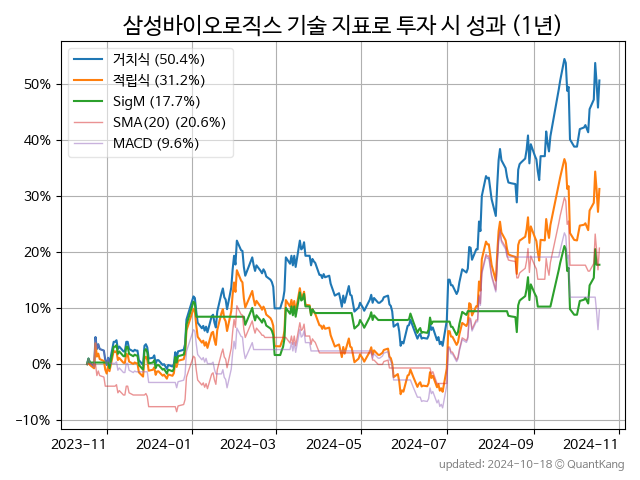 삼성바이오로직스 기술 지표로 투자 시 성과 (1년)
거치식 (50.4%)
적립식 (31.2%)
SigM (17.7%)
SMA(20) (20.6%)
MACD (9.6%)
50%
40%
30%
20%
10%
0%
−10%
2023-11 2024-01 2024-03 2024-05 2024-07 2024-09 2024-11
updated: 2024-10-18 © QuantKang